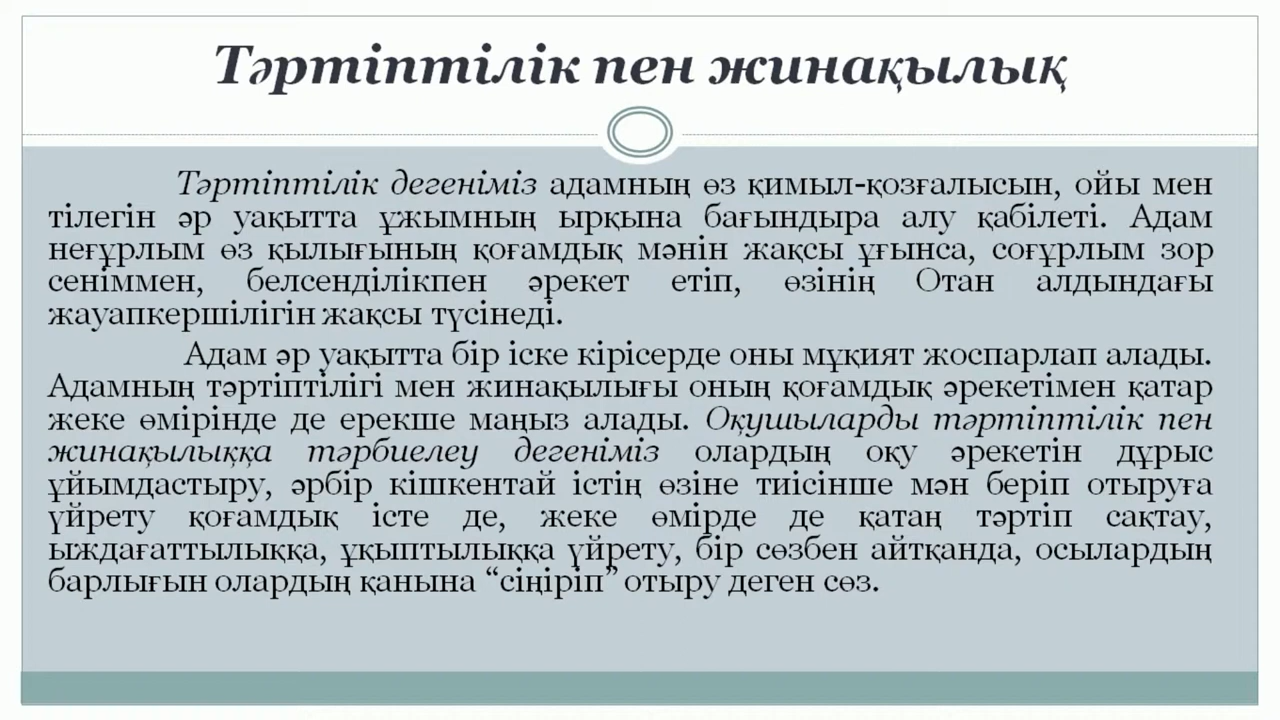 Тәртіптілік пен жинақылық
Тәртіптілік дегеніміз адамның өз қимыл-қозғалысын, ойы мен
тілегін әр уақытта ұжымның ырқына бағындыра алу қабілеті. Адам
неғұрлым өз қылығының қоғамдық мәнін жақсы ұғынса, соғұрлым зор
сеніммен, белсенділікпен әрекет етіп, өзінің Отан алдындағы
жауапкершілігін жақсы түсінеді.
Адам әр уақытта бір іске кірісерде оны мұқият жоспарлап алады.
Адамның тәртіптілігі мен жинақылығы оның қоғамдық әрекетімен қатар
жеке өмірінде де ерекше маңыз алады. Оқушыларды тәртіптілік пен
жинақылыққа тәрбиелеу дегеніміз олардың оқу әрекетін дұрыс
ұйымдастыру, әрбір кішкентай істің өзіне тиісінше мән беріп отыруға
үйрету қоғамдық істе де, жеке өмірде де қатаң тәртіп сақтау,
ыждағаттылыққа, ұқыптылыққа үйрету, бір сөзбен айтқанда, осылардың
барлығын олардың қанына “сіңіріп” отыру деген сөз.